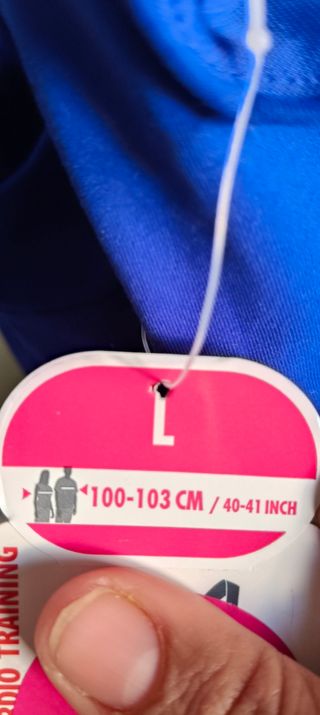 L
100-103 CM / 40-41 INCH
RDIO TRAINING